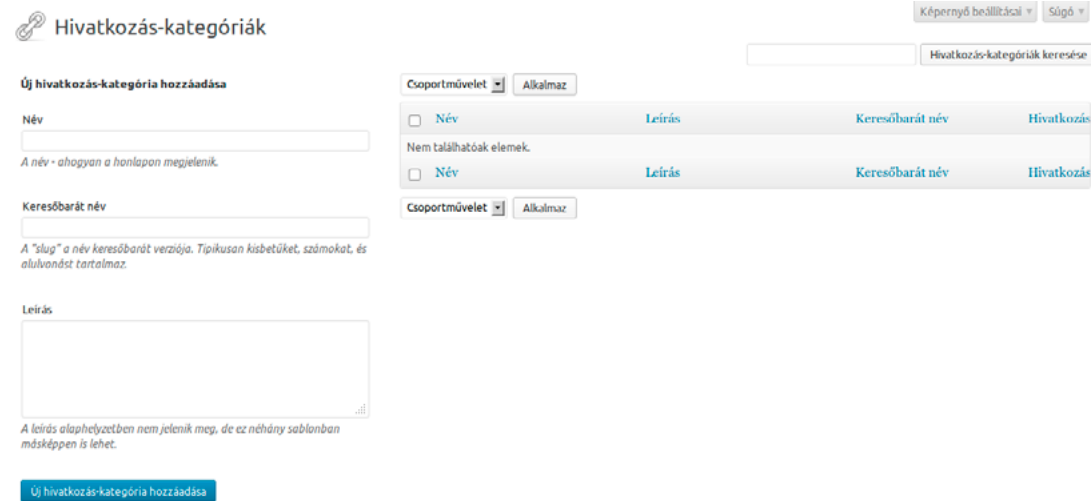 Képernyő beállításai Súgó
Hivatkozás-kategóriák
Hivatkozás-kategóriák keresése
Új hivatkozás-kategória hozzáadása
Név
A név - ahogyan a honlapon megjelenik.
Keresőbarát név
A "slug" a név keresőbarát verziója. Tipikusan kisbetűket, számokat, és
alulvonást tartalmaz.
Leírás
A leírás alaphelyzetben nem jelenik meg, de ez néhány sablonban
másképpen is lehet.
Új hivatkozás-kategória hozzáadása
Csoportművelet Alkalmaz
Név Leírás Keresőbarát név Hivatkozás
Nem találhatóak elemek.
Név Leírás Keresőbarát név Hivatkozás
Csoportművelet Alkalmaz